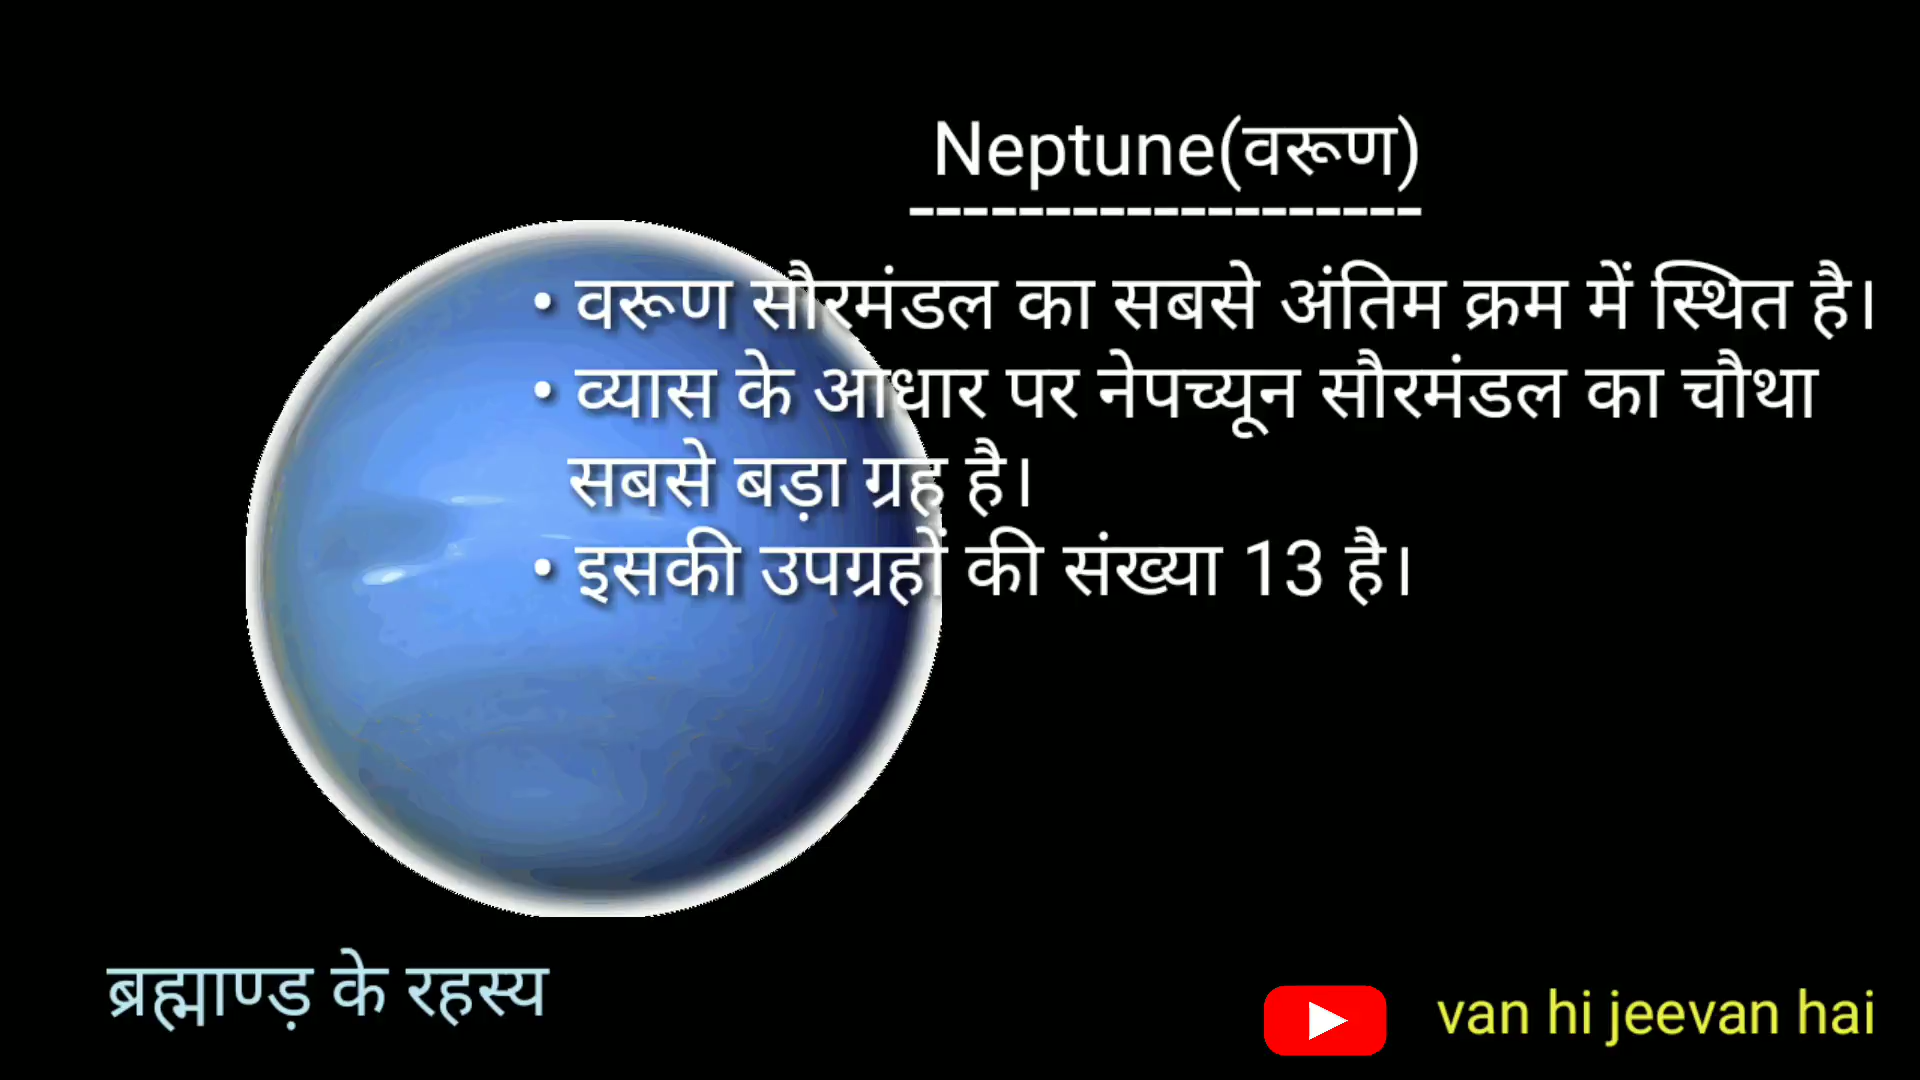 Neptune(वरूण)
-------------------
• वरूण सौरमंडल का सबसे अंतिम क्रम में स्थित है।
• व्यास के आधार पर नेपच्यून सौरमंडल का चौथा
सबसे बड़ा ग्रह है।
• इसकी उपग्रहों की संख्या 13 है।
ब्रह्माण्ड़ के रहस्य
van hi jeevan hai